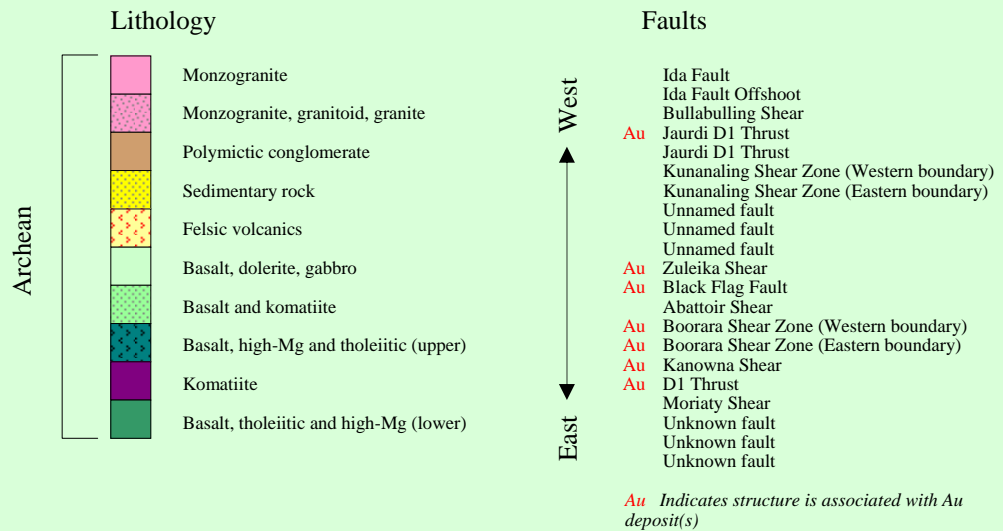 Lithology
Archean
Monzogranite
Monzogranite, granitoid, granite
Polymictic conglomerate
Sedimentary rock
Felsic volcanics
Basalt, dolerite, gabbro
Basalt and komatiite
Basalt, high-Mg and tholeiitic (upper)
Komatiite
Basalt, tholeiitic and high-Mg (lower)
Faults
West
East
Ida Fault
Ida Fault Offshoot
Bullabulling Shear
Au Jaurdi D1 Thrust
Jaurdi D1 Thrust
Kunanaling Shear Zone (Western boundary)
Kunanaling Shear Zone (Eastern boundary)
Unnamed fault
Unnamed fault
Unnamed fault
Au Zuleika Shear
Au Black Flag Fault
Abattoir Shear
Au Boorara Shear Zone (Western boundary)
Au Boorara Shear Zone (Eastern boundary)
Au Kanowna Shear
Au D1 Thrust
Moriaty Shear
Unknown fault
Unknown fault
Unknown fault
Au Indicates structure is associated with Au
deposit(s)